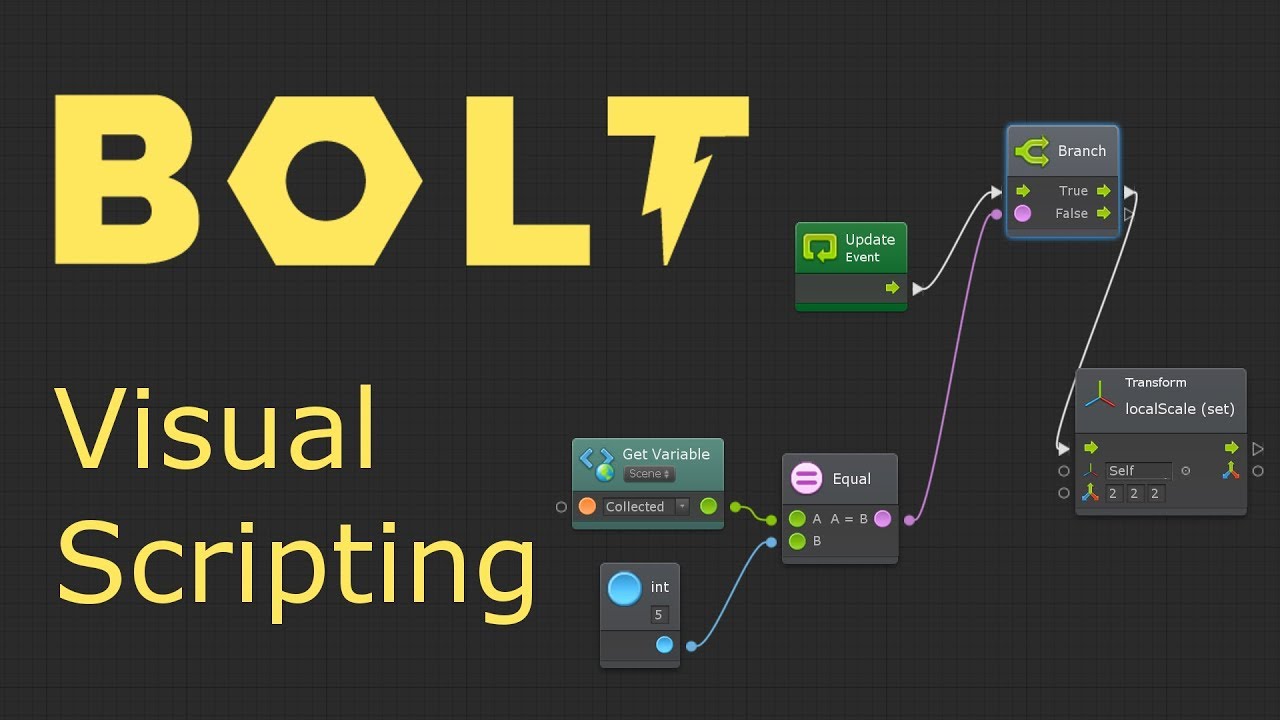 BOLT
Visual
Scripting
Branch
True
False
Update
Event
Transform
localScale (set)
Self
2 2 2
Get Variable
Scene
Collected
Equal
A A = B
B
int
5